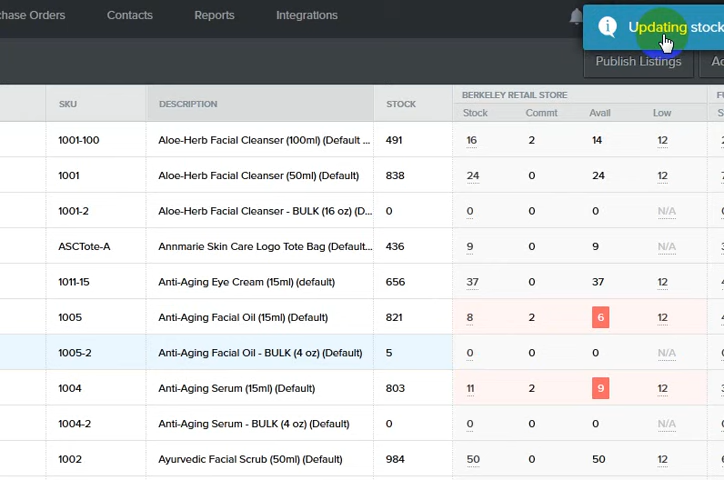 chase Orders Contacts Reports Integrations
Updating stock
Publish Listings Ac
BERKELEY RETAIL STORE FU
SKU DESCRIPTION STOCK
Stock Commt Avail Low S
1001-100 Aloe-Herb Facial Cleanser (100ml) (Default ... 491 16 2 14 12
1001 Aloe-Herb Facial Cleanser (50ml) (Default) 838 24 0 24 12
1001-2 Aloe-Herb Facial Cleanser - BULK (16 oz) (D... 0 0 0 0 N/A
ASCTote-A Annmarie Skin Care Logo Tote Bag (Default... 436 9 0 9 N/A
1011-15 Anti-Aging Eye Cream (15ml) (default) 656 37 0 37 12
1005 Anti-Aging Facial Oil (15ml) (Default) 821 8 2 6 12
1005-2 Anti-Aging Facial Oil - BULK (4 oz) (Default) 5 0 0 0 N/A
1004 Anti-Aging Serum (15ml) (Default) 803 11 2 9 12
1004-2 Anti-Aging Serum - BULK (4 oz) (Default) 0 0 0 0 N/A
1002 Ayurvedic Facial Scrub (50ml) (Default) 984 50 0 50 12